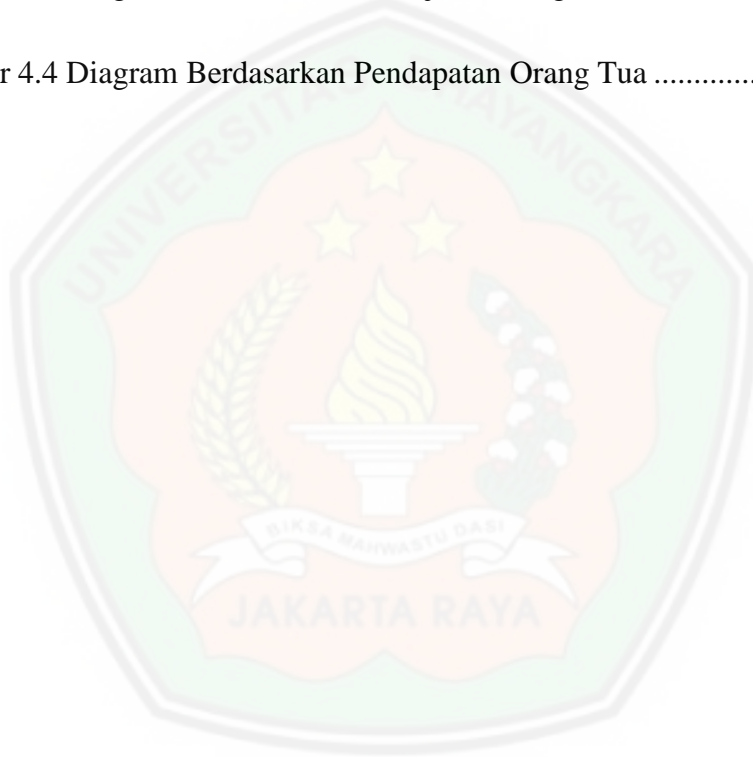 r 4.4 Diagram Berdasarkan Pendapatan Orang Tua .............
UNIVERSITAS BHAYANGKARA
BIKSA MAHWASTU DASI
JAKARTA RAYA